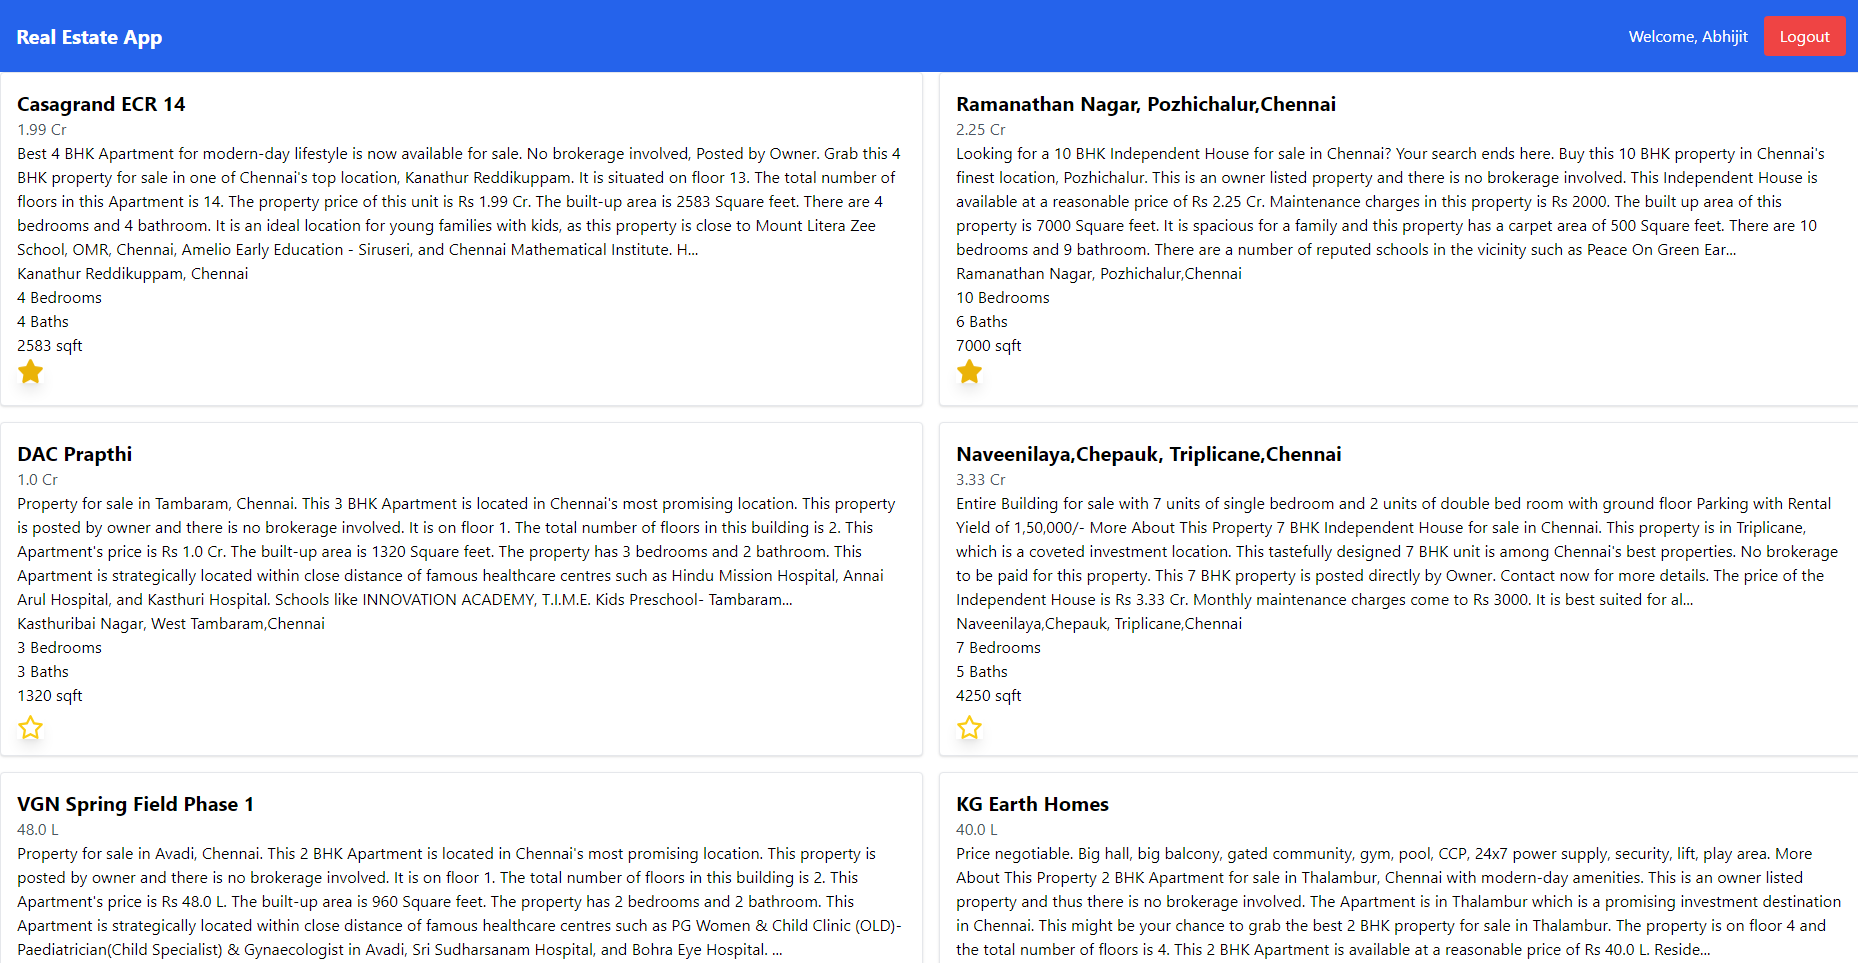 Real Estate App
Welcome, Abhijit
Logout
Casagrand ECR 14
1.99 Cr
Best 4 BHK Apartment for modern-day lifestyle is now available for sale. No brokerage involved, Posted by Owner. Grab this 4
BHK property for sale in one of Chennai's top location, Kanathur Reddikuppam. It is situated on floor 13. The total number of
floors in this Apartment is 14. The property price of this unit is Rs 1.99 Cr. The built-up area is 2583 Square feet. There are 4
bedrooms and 4 bathroom. It is an ideal location for young families with kids, as this property is close to Mount Litera Zee
School, OMR, Chennai, Amelio Early Education - Siruseri, and Chennai Mathematical Institute. H...
Kanathur Reddikuppam, Chennai
4 Bedrooms
4 Baths
2583 sqft
Ramanathan Nagar, Pozhichalur,Chennai
2.25 Cr
Looking for a 10 BHK Independent House for sale in Chennai? Your search ends here. Buy this 10 BHK property in Chennai's
finest location, Pozhichalur. This is an owner listed property and there is no brokerage involved. This Independent House is
available at a reasonable price of Rs 2.25 Cr. Maintenance charges in this property is Rs 2000. The built up area of this
property is 7000 Square feet. It is spacious for a family and this property has a carpet area of 500 Square feet. There are 10
bedrooms and 9 bathroom. There are a number of reputed schools in the vicinity such as Peace On Green Ear...
Ramanathan Nagar, Pozhichalur,Chennai
10 Bedrooms
6 Baths
7000 sqft
DAC Prapthi
1.0 Cr
Property for sale in Tambaram, Chennai. This 3 BHK Apartment is located in Chennai's most promising location. This property
is posted by owner and there is no brokerage involved. It is on floor 1. The total number of floors in this building is 2. This
Apartment's price is Rs 1.0 Cr. The built-up area is 1320 Square feet. The property has 3 bedrooms and 2 bathroom. This
Apartment is strategically located within close distance of famous healthcare centres such as Hindu Mission Hospital, Annai
Arul Hospital, and Kasthuri Hospital. Schools like INNOVATION ACADEMY, T.I.M.E. Kids Preschool- Tambaram...
Kasthuribai Nagar, West Tambaram,Chennai
3 Bedrooms
3 Baths
1320 sqft
Naveenilaya,Chepauk, Triplicane,Chennai
3.33 Cr
Entire Building for sale with 7 units of single bedroom and 2 units of double bed room with ground floor Parking with Rental
Yield of 1,50,000/- More About This Property 7 BHK Independent House for sale in Chennai. This property is in Triplicane,
which is a coveted investment location. This tastefully designed 7 BHK unit is among Chennai's best properties. No brokerage
to be paid for this property. This 7 BHK property is posted directly by Owner. Contact now for more details. The price of the
Independent House is Rs 3.33 Cr. Monthly maintenance charges come to Rs 3000. It is best suited for al...
Naveenilaya,Chepauk, Triplicane,Chennai
7 Bedrooms
5 Baths
4250 sqft
VGN Spring Field Phase 1
48.0 L
Property for sale in Avadi, Chennai. This 2 BHK Apartment is located in Chennai's most promising location. This property is
posted by owner and there is no brokerage involved. It is on floor 1. The total number of floors in this building is 2. This
Apartment's price is Rs 48.0 L. The built-up area is 960 Square feet. The property has 2 bedrooms and 2 bathroom. This
Apartment is strategically located within close distance of famous healthcare centres such as PG Women & Child Clinic (OLD)-
Paediatrician(Child Specialist) & Gynaecologist in Avadi, Sri Sudharsanam Hospital, and Bohra Eye Hospital. ...
KG Earth Homes
40.0 L
Price negotiable. Big hall, big balcony, gated community, gym, pool, CCP, 24x7 power supply, security, lift, play area. More
About This Property 2 BHK Apartment for sale in Thalambur, Chennai with modern-day amenities. This is an owner listed
property and thus there is no brokerage involved. The Apartment is in Thalambur which is a promising investment destination
in Chennai. This might be your chance to grab the best 2 BHK property for sale in Thalambur. The property is on floor 4 and
the total number of floors is 4. This 2 BHK Apartment is available at a reasonable price of Rs 40.0 L. Reside...